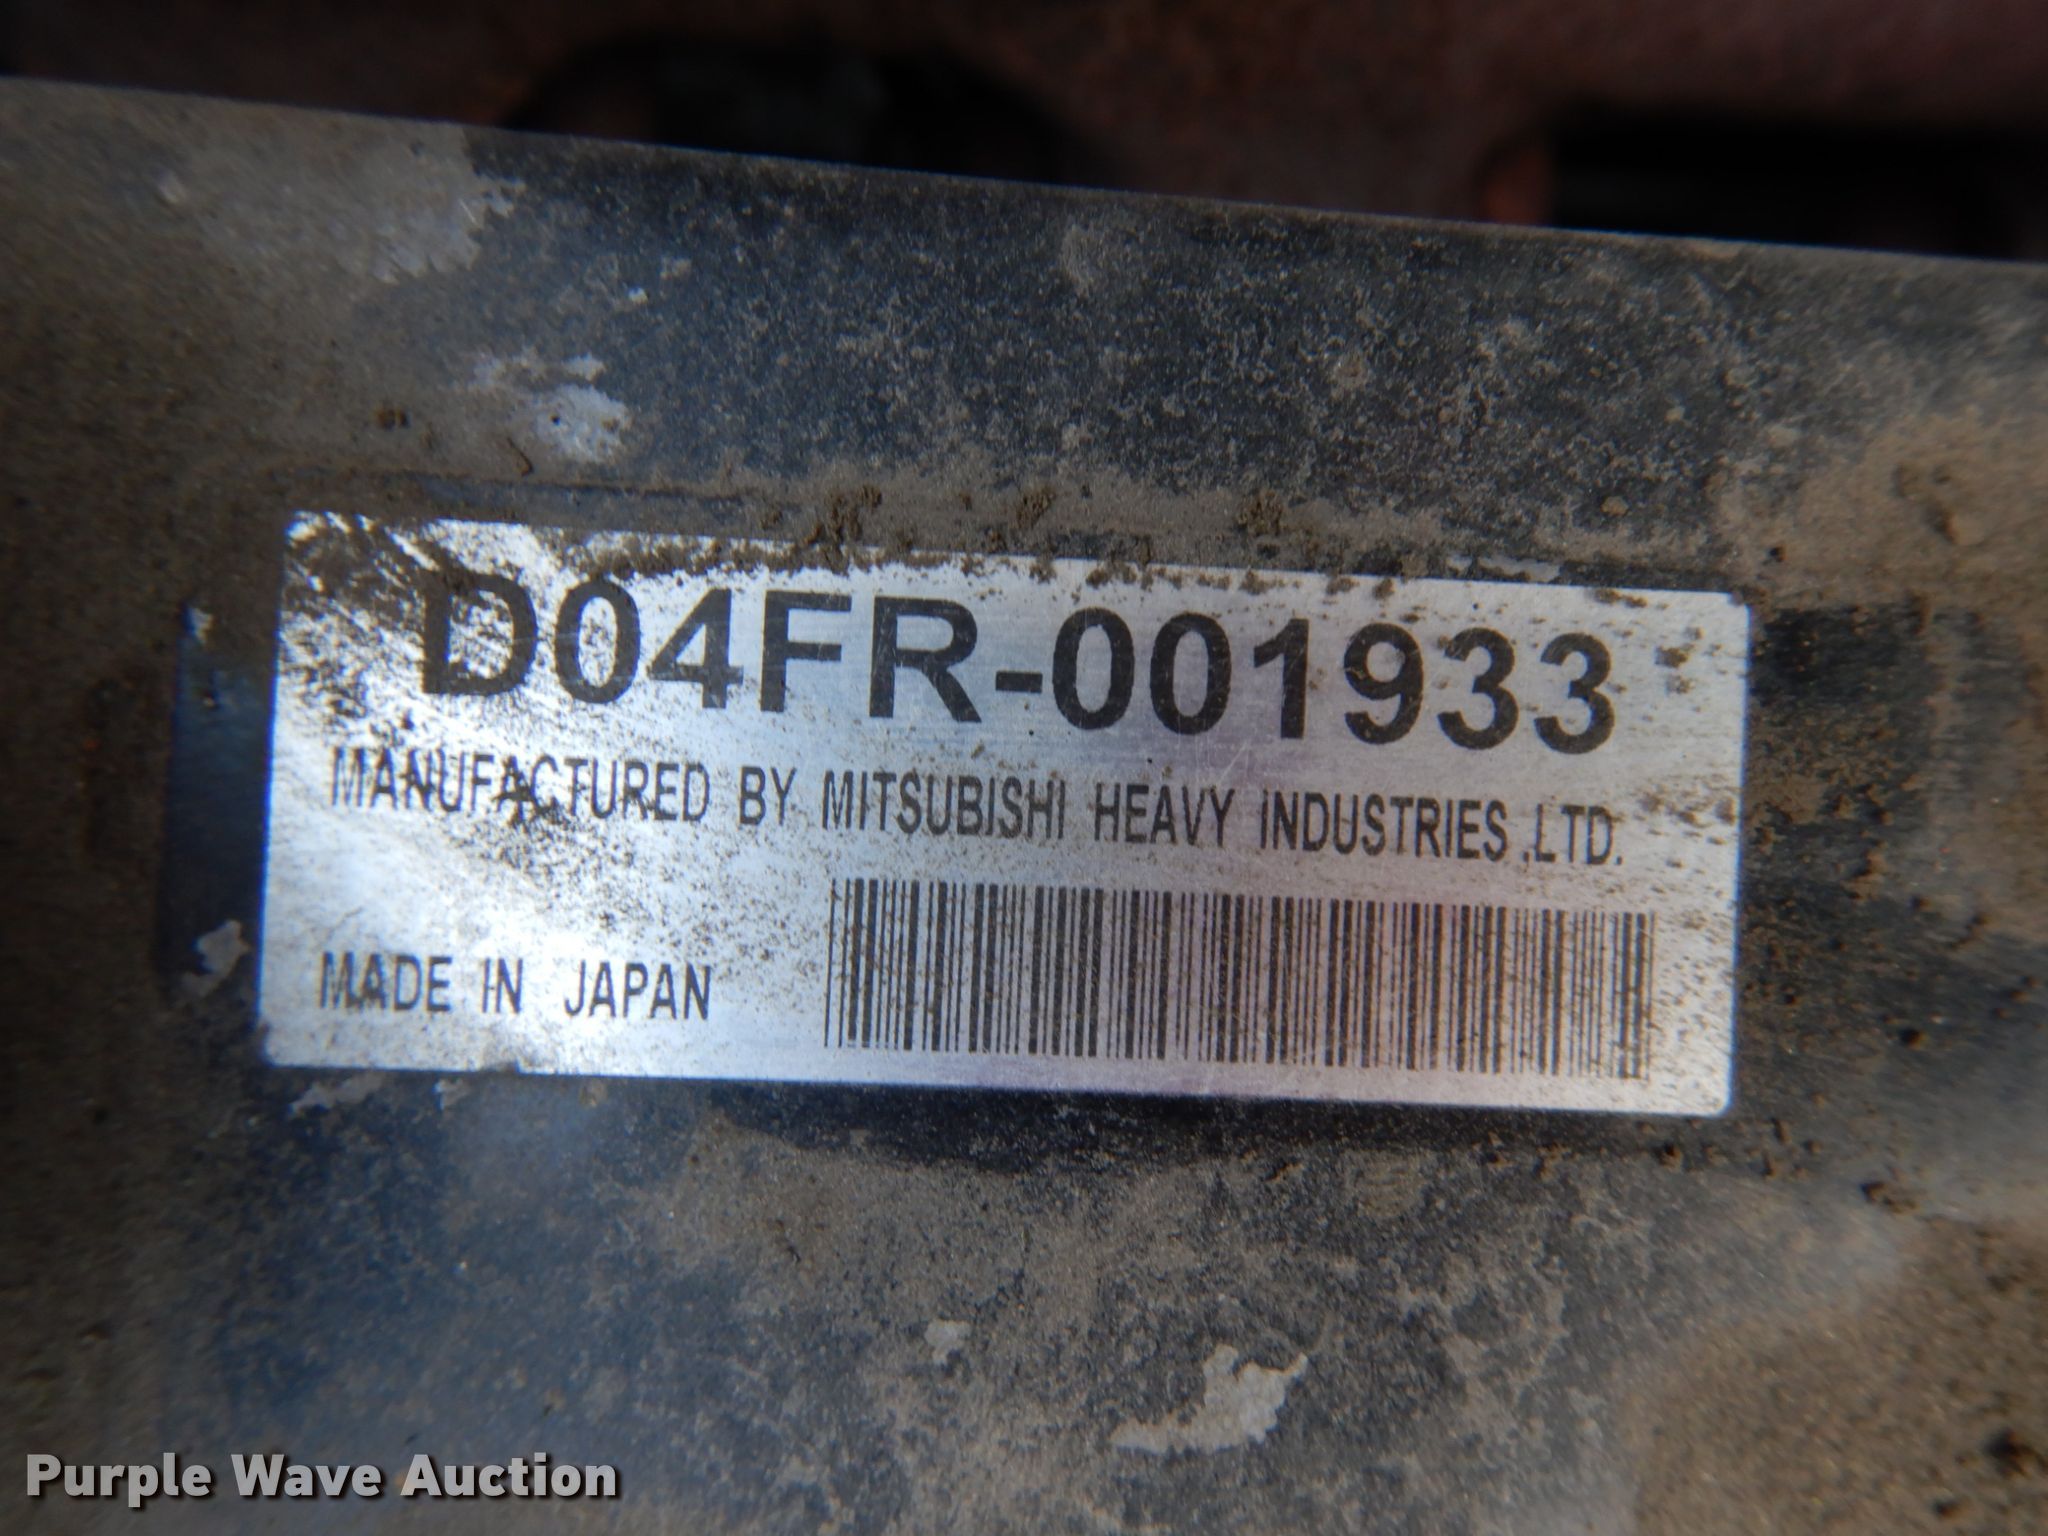 D04FR-001933
MANUFACTURED BY MITSUBISHI HEAVY INDUSTRIES ,LTD.
MADE IN JAPAN
Purple Wave Auction